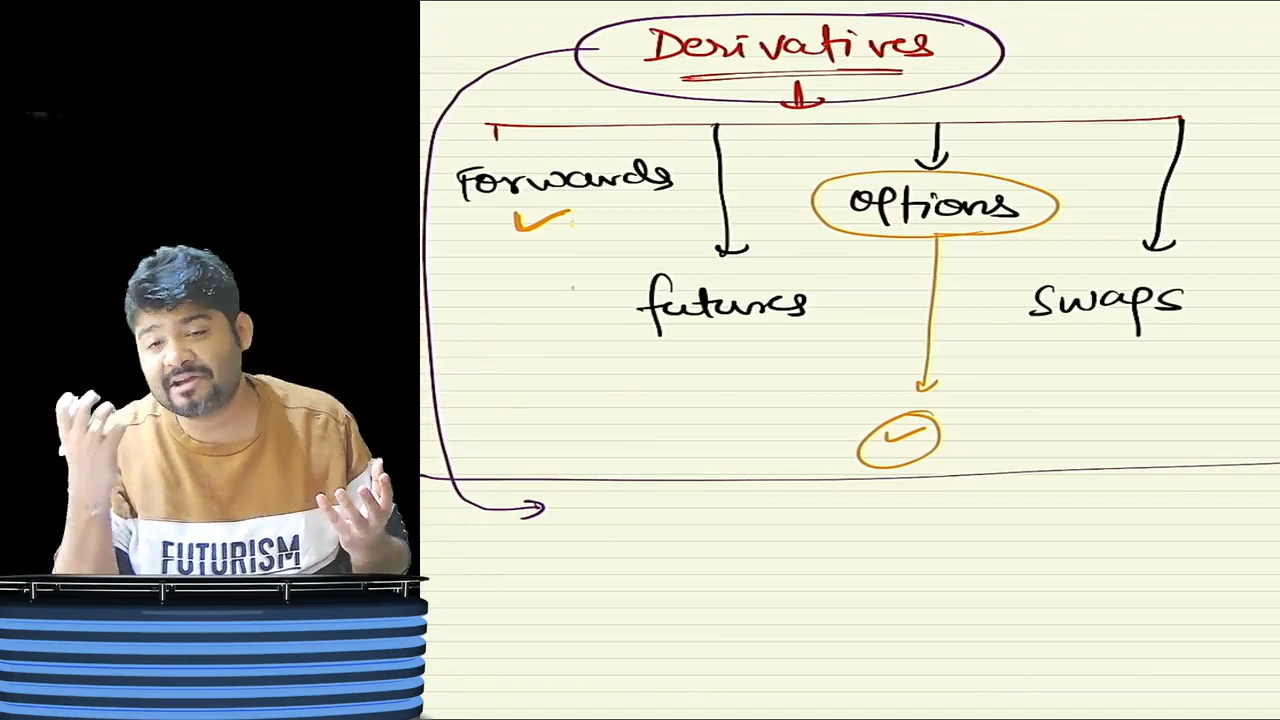 Derivatives
Forwards
options
futures
swaps
FUTURISM